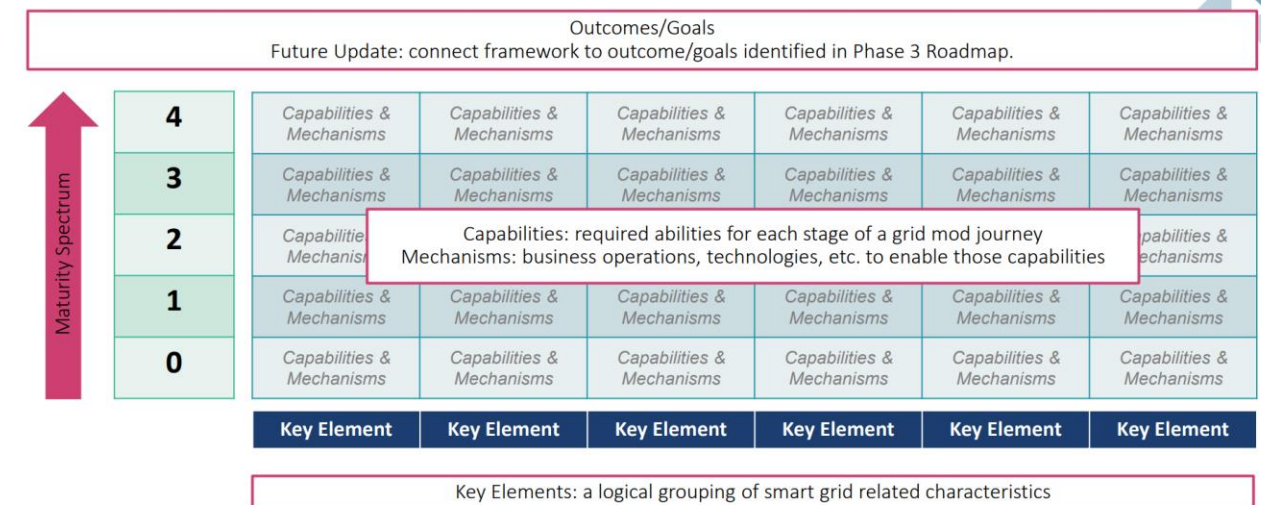 Outcomes/Goals
Future Update: connect framework to outcome/goals identified in Phase 3 Roadmap.
Maturity Spectrum
4
Capabilities &
Mechanisms
Capabilities &
Mechanisms
Capabilities &
Mechanisms
Capabilities &
Mechanisms
Capabilities &
Mechanisms
Capabilities &
Mechanisms
3
Capabilities &
Mechanisms
Capabilities &
Mechanisms
Capabilities &
Mechanisms
Capabilities &
Mechanisms
Capabilities &
Mechanisms
Capabilities &
Mechanisms
2
Capabilities: required abilities for each stage of a grid mod journey
Mechanisms: business operations, technologies, etc. to enable those capabilities
1
Capabilities &
Mechanisms
Capabilities &
Mechanisms
Capabilities &
Mechanisms
Capabilities &
Mechanisms
Capabilities &
Mechanisms
Capabilities &
Mechanisms
0
Capabilities &
Mechanisms
Capabilities &
Mechanisms
Capabilities &
Mechanisms
Capabilities &
Mechanisms
Capabilities &
Mechanisms
Capabilities &
Mechanisms
Key Element
Key Element
Key Element
Key Element
Key Element
Key Element
Key Elements: a logical grouping of smart grid related characteristics